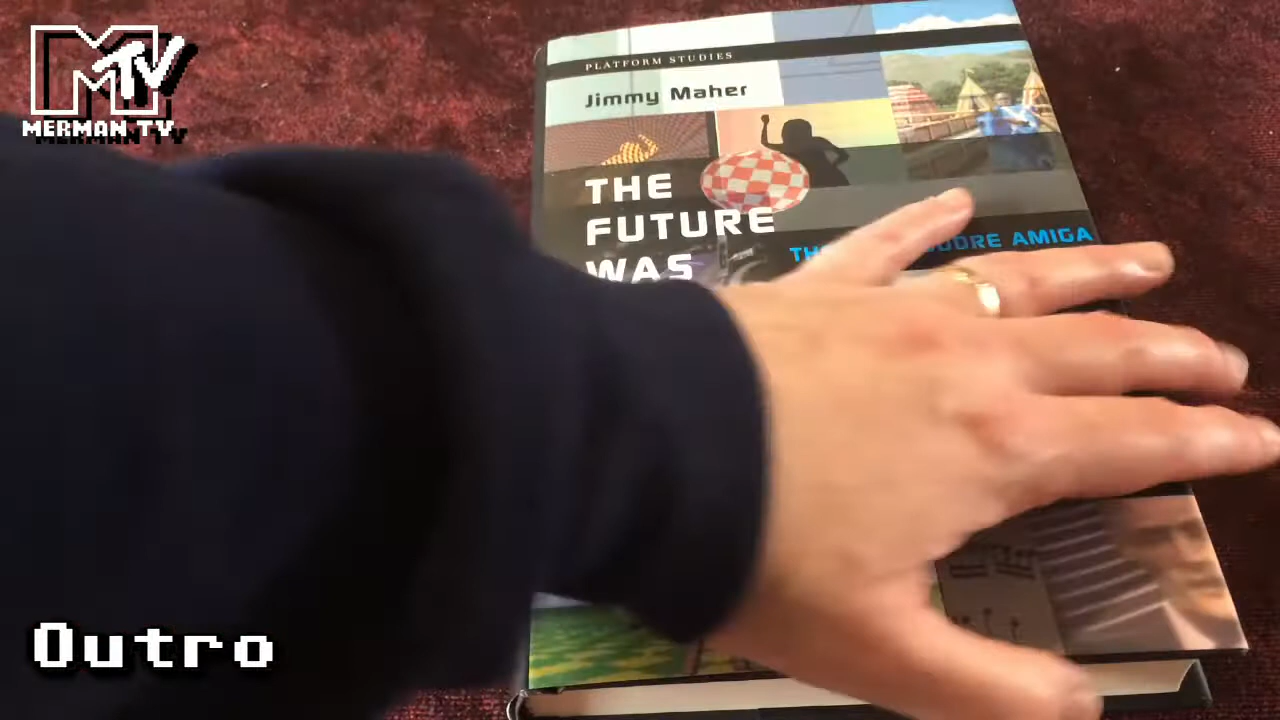 MTV
MERMAN TV
PLATFORM STUDIES
Jimmy Maher
THE
FUTURE
WAS
AMIGA
Outro